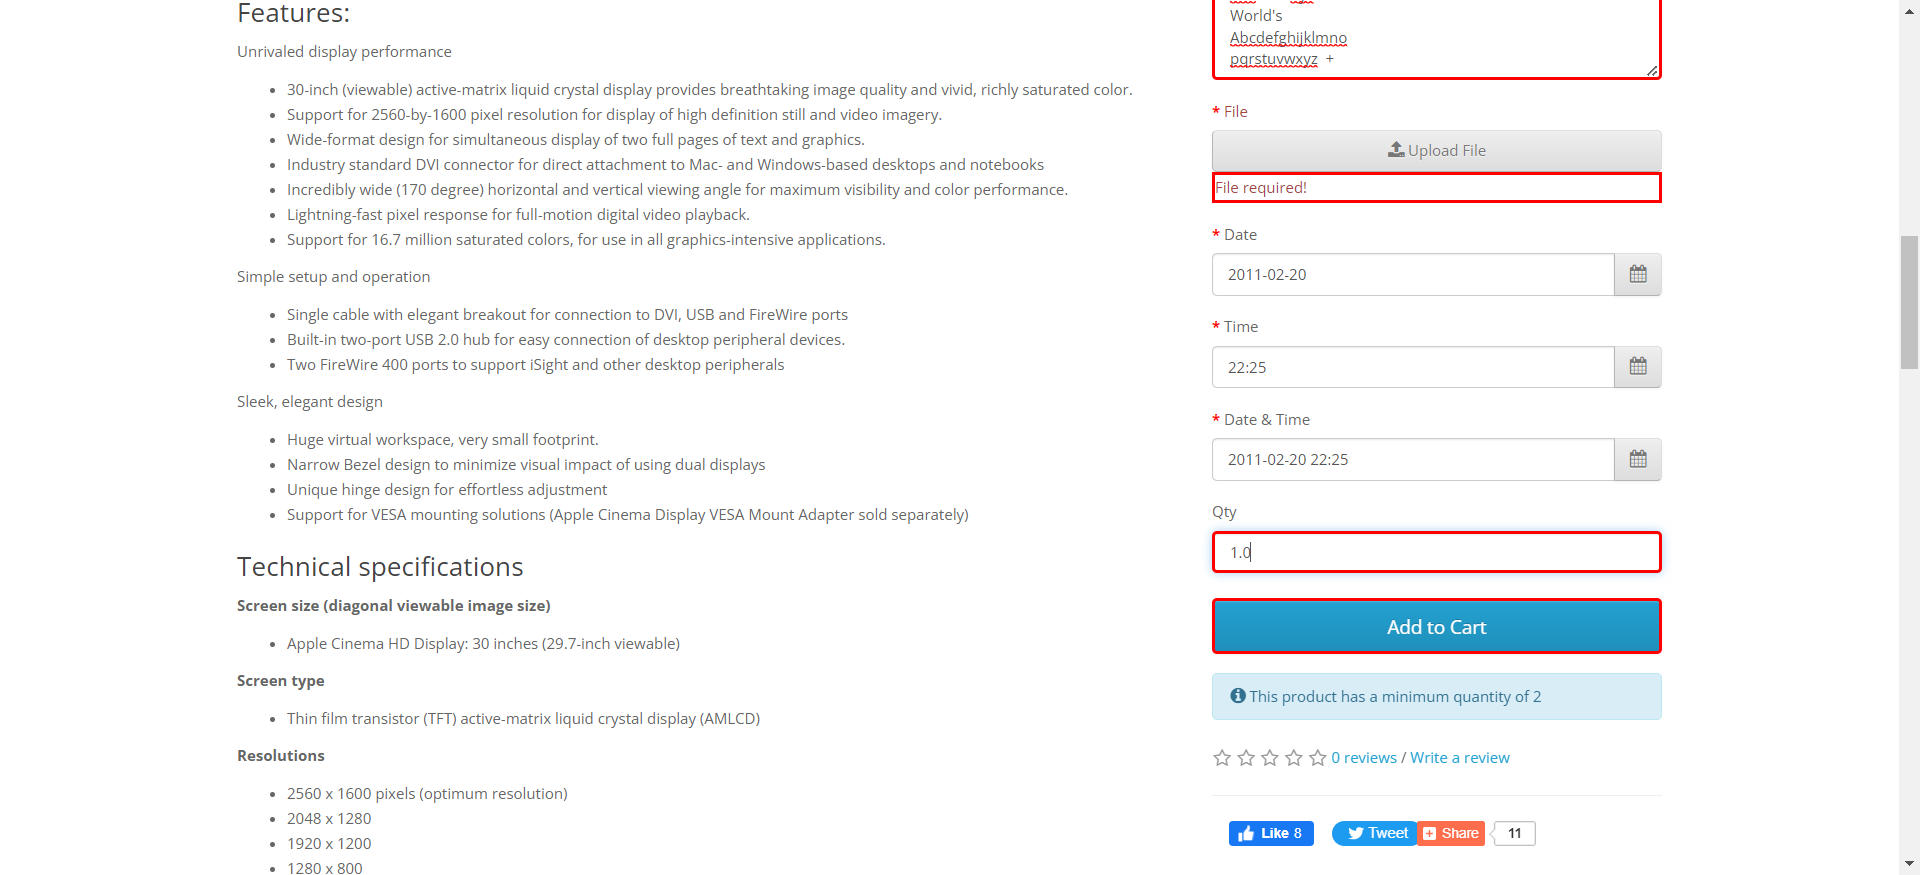 Features:
Unrivaled display performance
30-inch (viewable) active-matrix liquid crystal display provides breathtaking image quality and vivid, richly saturated color.
Support for 2560-by-1600 pixel resolution for display of high definition still and video imagery.
Wide-format design for simultaneous display of two full pages of text and graphics.
Industry standard DVI connector for direct attachment to Mac- and Windows-based desktops and notebooks
Incredibly wide (170 degree) horizontal and vertical viewing angle for maximum visibility and color performance.
Lightning-fast pixel response for full-motion digital video playback.
Support for 16.7 million saturated colors, for use in all graphics-intensive applications.
Simple setup and operation
Single cable with elegant breakout for connection to DVI, USB and FireWire ports
Built-in two-port USB 2.0 hub for easy connection of desktop peripheral devices.
Two FireWire 400 ports to support iSight and other desktop peripherals
Sleek, elegant design
Huge virtual workspace, very small footprint.
Narrow Bezel design to minimize visual impact of using dual displays
Unique hinge design for effortless adjustment
Support for VESA mounting solutions (Apple Cinema Display VESA Mount Adapter sold separately)
Technical specifications
Screen size (diagonal viewable image size)
Apple Cinema HD Display: 30 inches (29.7-inch viewable)
Screen type
Thin film transistor (TFT) active-matrix liquid crystal display (AMLCD)
Resolutions
2560 x 1600 pixels (optimum resolution)
2048 x 1280
1920 x 1200
1280 x 800
World's
Abcdefghijklmno
pqrstuvwxyz +
* File
Upload File
File required!
* Date
2011-02-20
* Time
22:25
* Date & Time
2011-02-20 22:25
Qty
1.0
Add to Cart
This product has a minimum quantity of 2
0 reviews / Write a review
Like 8
Tweet
Share
11